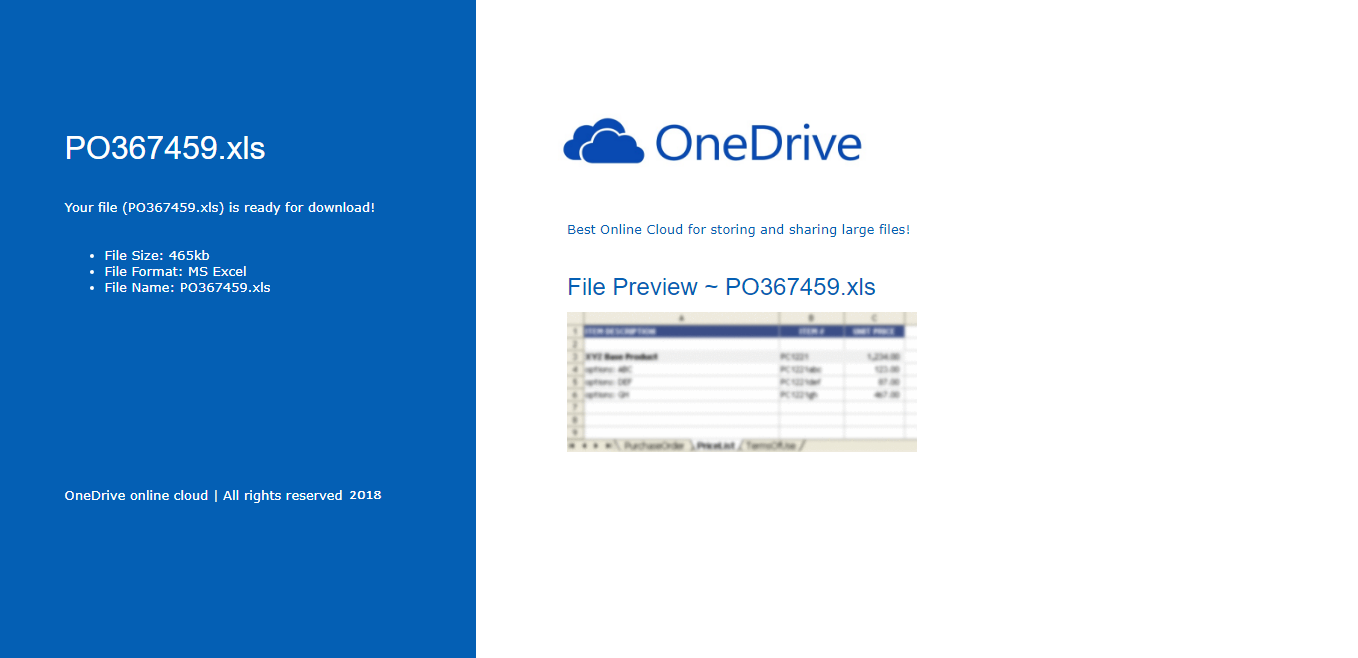 PO367459.xls
Your file (PO367459.xls) is ready for download!
File Size: 465kb
File Format: MS Excel
File Name: PO367459.xls
OneDrive online cloud | All rights reserved 2018
OneDrive
Best Online Cloud for storing and sharing large files!
File Preview ~ PO367459.xls
A B C
1 ITEM DESCRIPTION ITEM # UNIT PRICE
2
3 XYZ Base Product PC1221 1,234.00
4 options: ABC PC1221abc 123.00
5 options: DEF PC1221def 87.00
6 options: GH PC1221gh 467.00
7
8
9
PurchaseOrder PriceList TermsOfUse